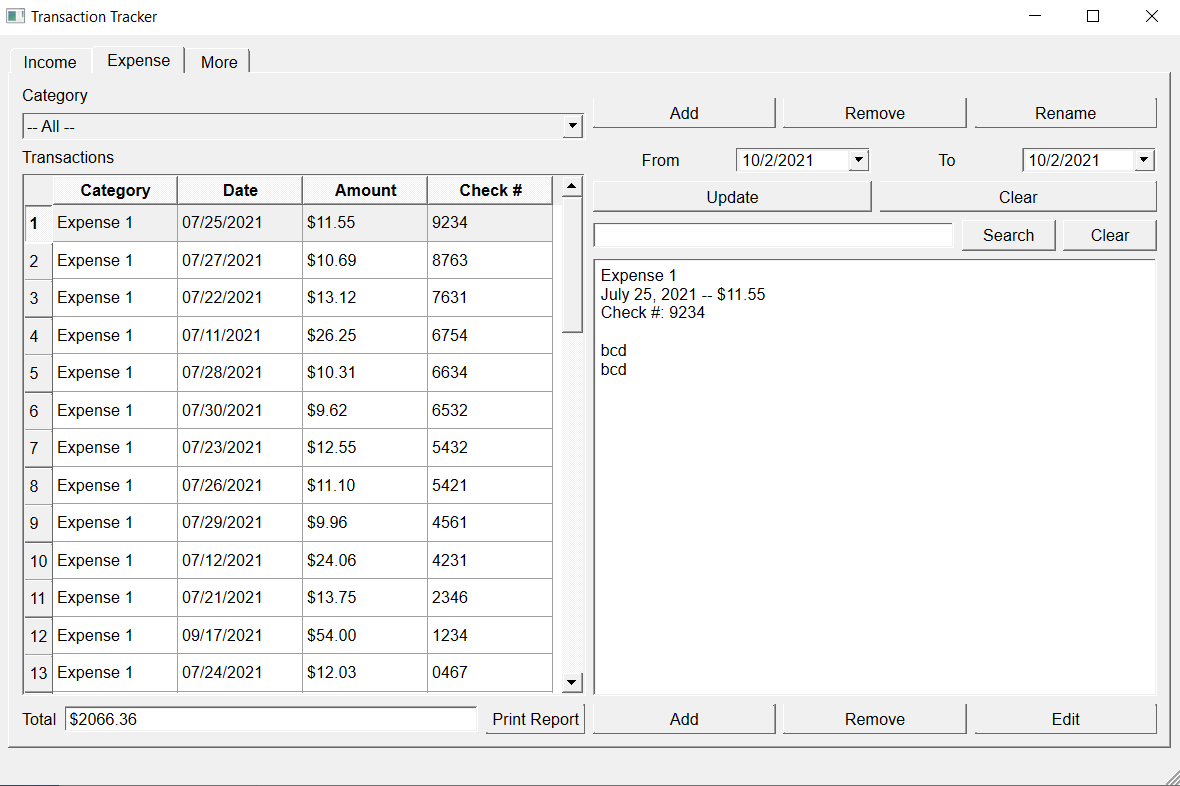 Transaction Tracker
Income Expense More
Category
-- All --
Add Remove Rename
Transactions
From 10/2/2021 To 10/2/2021
Category Date Amount Check #
Update Clear
1 Expense 1 07/25/2021 $11.55 9234
Search Clear
2 Expense 1 07/27/2021 $10.69 8763
3 Expense 1 07/22/2021 $13.12 7631
4 Expense 1 07/11/2021 $26.25 6754
5 Expense 1 07/28/2021 $10.31 6634
6 Expense 1 07/30/2021 $9.62 6532
7 Expense 1 07/23/2021 $12.55 5432
8 Expense 1 07/26/2021 $11.10 5421
9 Expense 1 07/29/2021 $9.96 4561
10 Expense 1 07/12/2021 $24.06 4231
11 Expense 1 07/21/2021 $13.75 2346
12 Expense 1 09/17/2021 $54.00 1234
13 Expense 1 07/24/2021 $12.03 0467
Expense 1
July 25, 2021 -- $11.55
Check #: 9234
bcd
bcd
Total $2066.36 Print Report Add Remove Edit